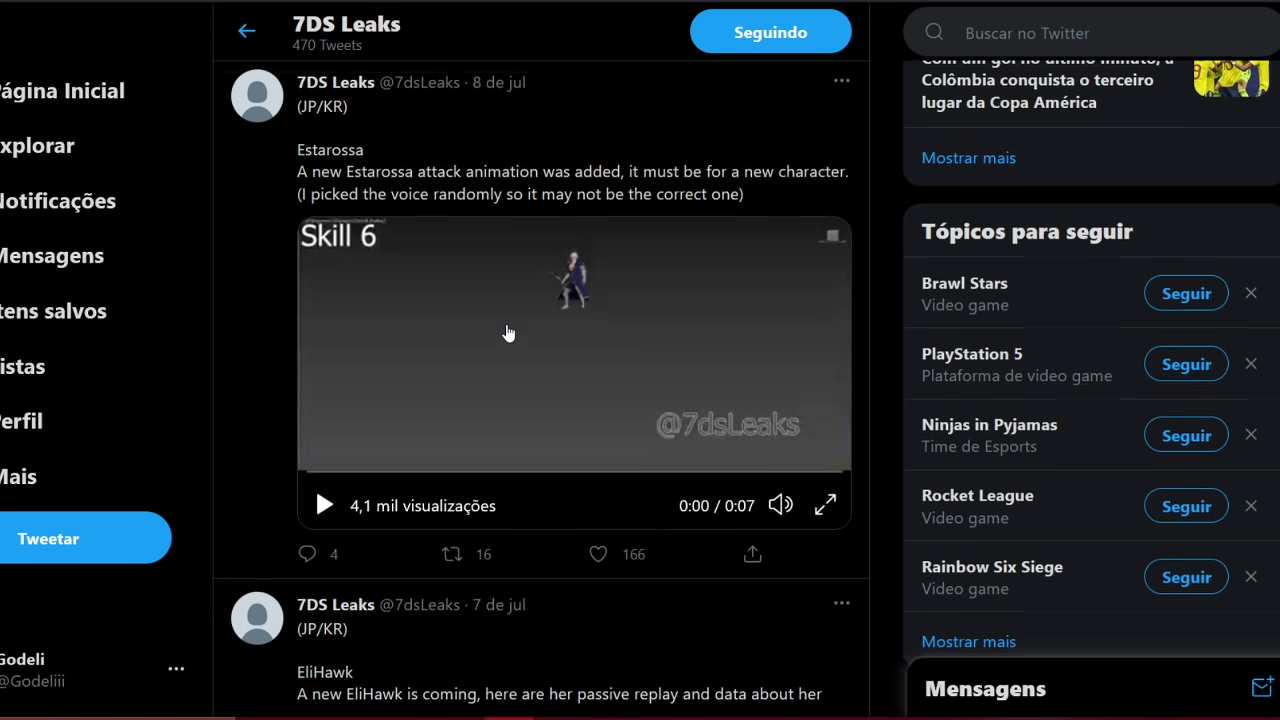 ágina Inicial
xplorar
Notificações
Mensagens
tens salvos
istas
erfil
Mais
Tweetar
Godeli
@Godeliii
7DS Leaks
470 Tweets
Seguindo
7DS Leaks @7dsLeaks · 8 de jul
(JP/KR)
Estarossa
A new Estarossa attack animation was added, it must be for a new character.
(I picked the voice randomly so it may not be the correct one)
Skill 6
@7dsLeaks
4,1 mil visualizações
0:00 / 0:07
4
16
166
7DS Leaks @7dsLeaks · 7 de jul
(JP/KR)
EliHawk
A new EliHawk is coming, here are her passive replay and data about her
Buscar no Twitter
Com um gol no último minuto, a
Colômbia conquista o terceiro
lugar da Copa América
Mostrar mais
Tópicos para seguir
Brawl Stars
Video game
Seguir
PlayStation 5
Plataforma de video game
Seguir
Ninjas in Pyjamas
Time de Esports
Seguir
Rocket League
Video game
Seguir
Rainbow Six Siege
Video game
Seguir
Mostrar mais
Mensagens